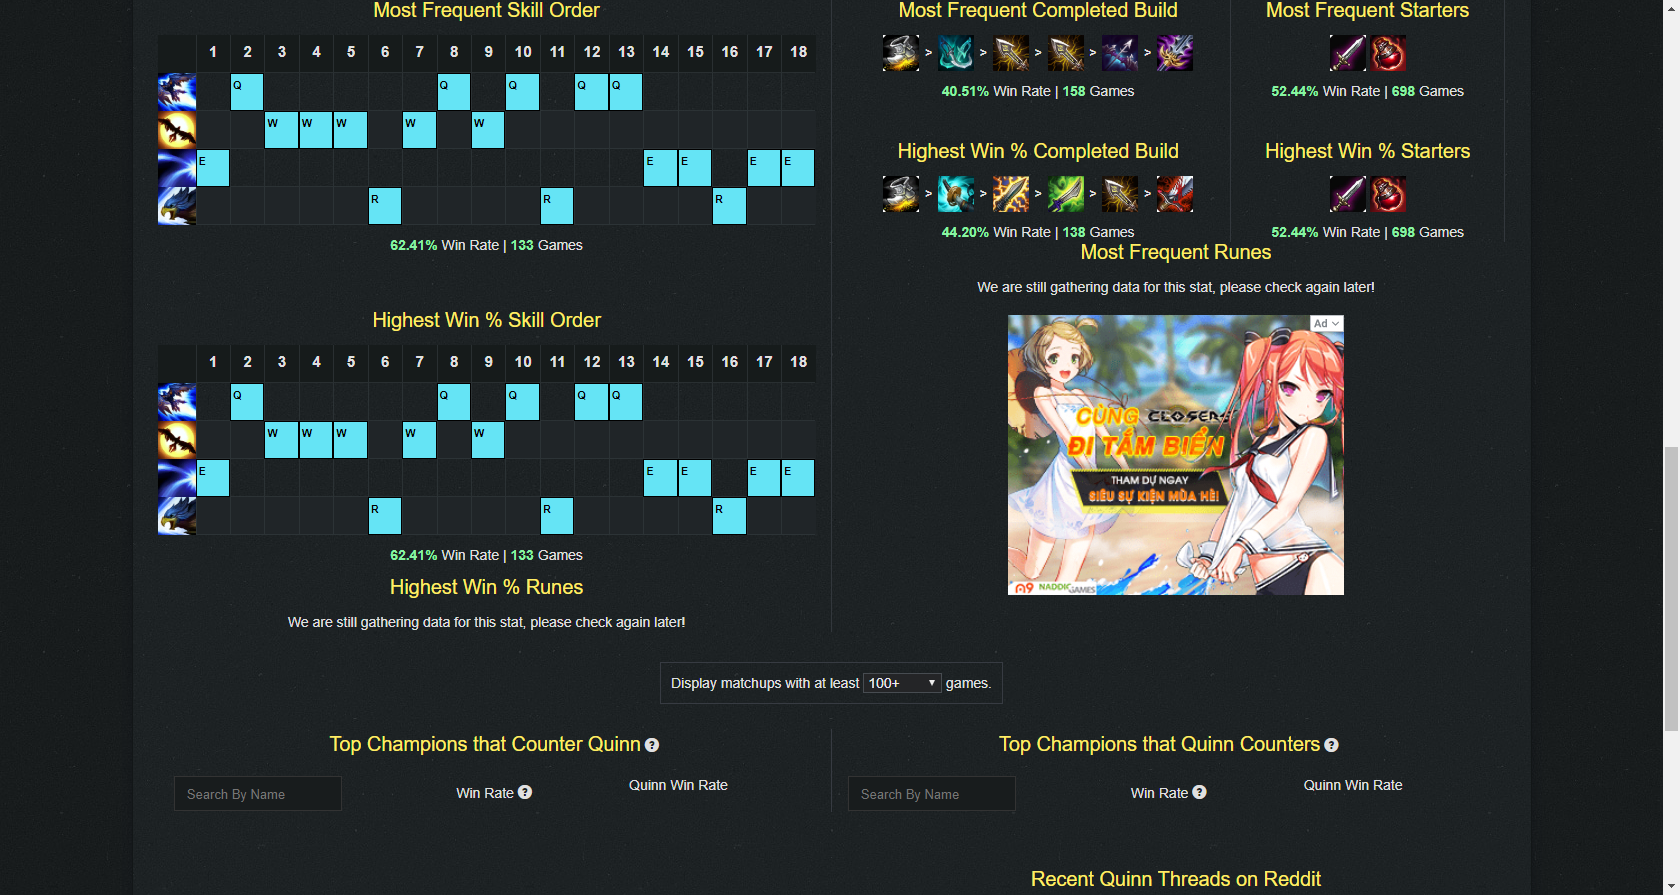 Most Frequent Skill Order
1 2 3 4 5 6 7 8 9 10 11 12 13 14 15 16 17 18
Q Q Q Q Q
W W W W W
E E E E E
R R R
62.41% Win Rate | 133 Games
Highest Win % Skill Order
1 2 3 4 5 6 7 8 9 10 11 12 13 14 15 16 17 18
Q Q Q Q Q
W W W W W
E E E E E
R R R
62.41% Win Rate | 133 Games
Highest Win % Runes
We are still gathering data for this stat, please check again later!
Most Frequent Completed Build
> > > > >
40.51% Win Rate | 158 Games
Highest Win % Completed Build
> > > > >
44.20% Win Rate | 138 Games
Most Frequent Starters
52.44% Win Rate | 698 Games
Highest Win % Starters
52.44% Win Rate | 698 Games
Most Frequent Runes
We are still gathering data for this stat, please check again later!
Ad
CÙNG CLOSERS
ĐI TẮM BIỂN
THAM DỰ NGAY
SIÊU SỰ KIỆN MÙA HÈ!
NADDIC GAMES
Display matchups with at least 100+ games.
Top Champions that Counter Quinn ?
Search By Name
Win Rate ?
Quinn Win Rate
Top Champions that Quinn Counters ?
Search By Name
Win Rate ?
Quinn Win Rate
Recent Quinn Threads on Reddit